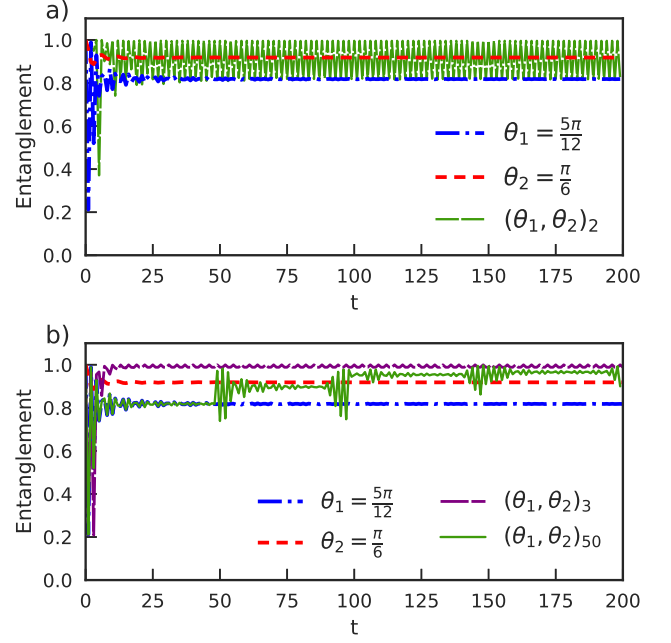 a)
1.0
0.8
0.6
0.4
0.2
0.0
Entanglement
θ₁ = 5π/12
θ₂ = π/6
(θ₁, θ₂)₂
0 25 50 75 100 125 150 175 200
t
b)
1.0
0.8
0.6
0.4
0.2
0.0
Entanglement
θ₁ = 5π/12 (θ₁, θ₂)₃
θ₂ = π/6 (θ₁, θ₂)₅₀
0 25 50 75 100 125 150 175 200
t